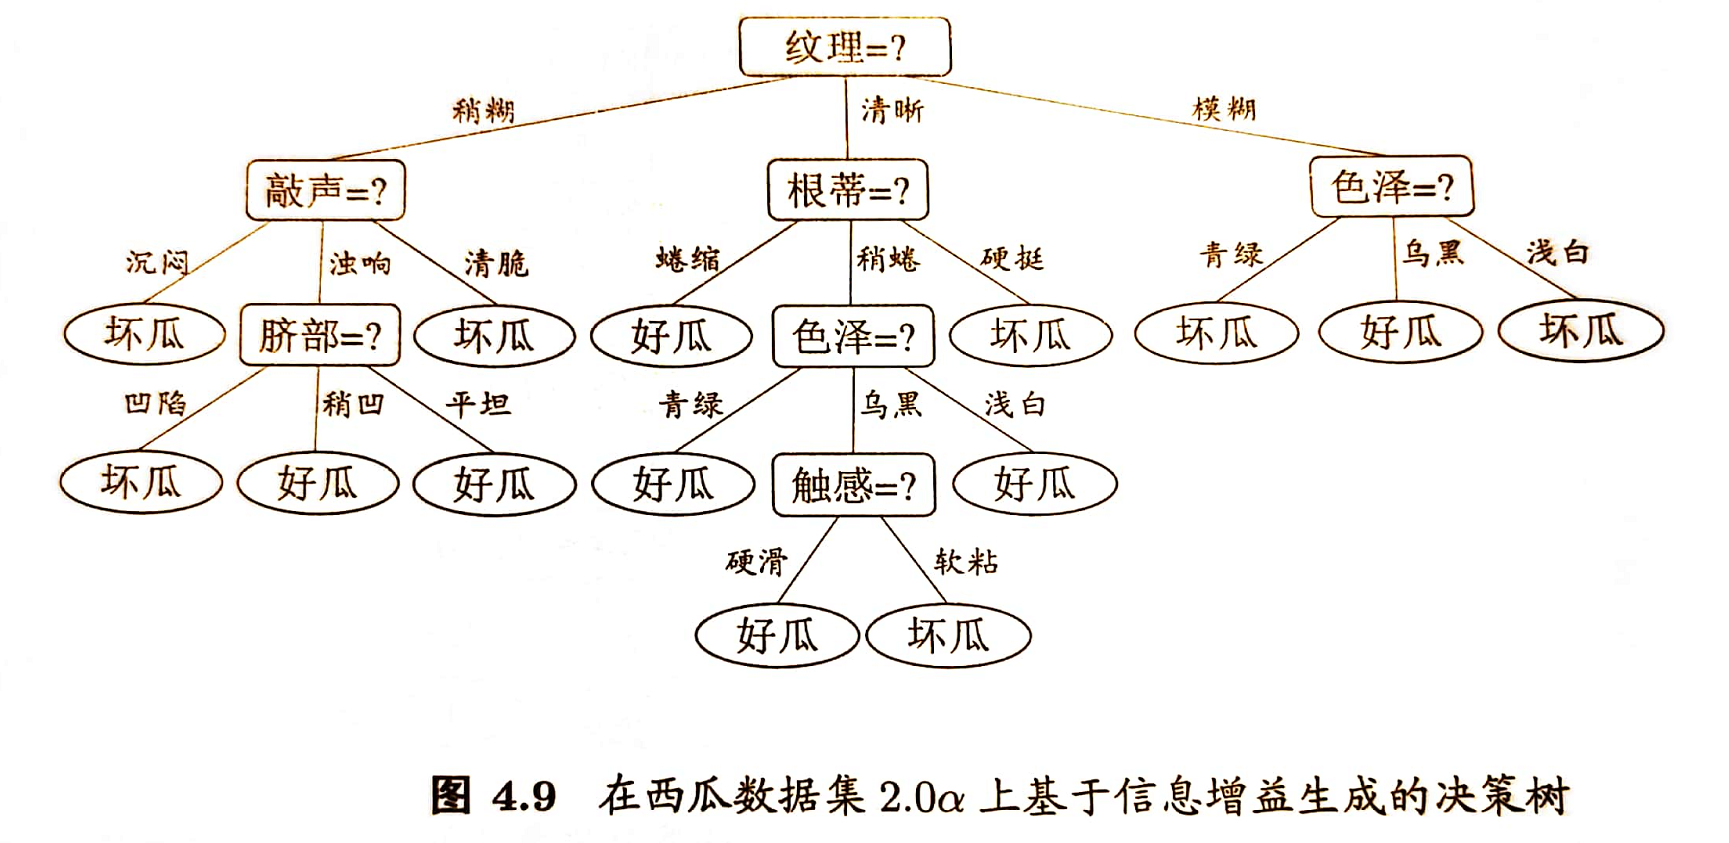 纹理=?
稍糊 清晰 模糊
敲声=? 根蒂=? 色泽=?
沉闷 浊响 清脆 蜷缩 稍蜷 硬挺 青绿 乌黑 浅白
坏瓜 脐部=? 坏瓜 好瓜 色泽=? 坏瓜 坏瓜 好瓜 坏瓜
凹陷 稍凹 平坦 青绿 乌黑 浅白
坏瓜 好瓜 好瓜 好瓜 触感=? 好瓜
硬滑 软粘
好瓜 坏瓜
图 4.9 在西瓜数据集 2.0α 上基于信息增益生成的决策树